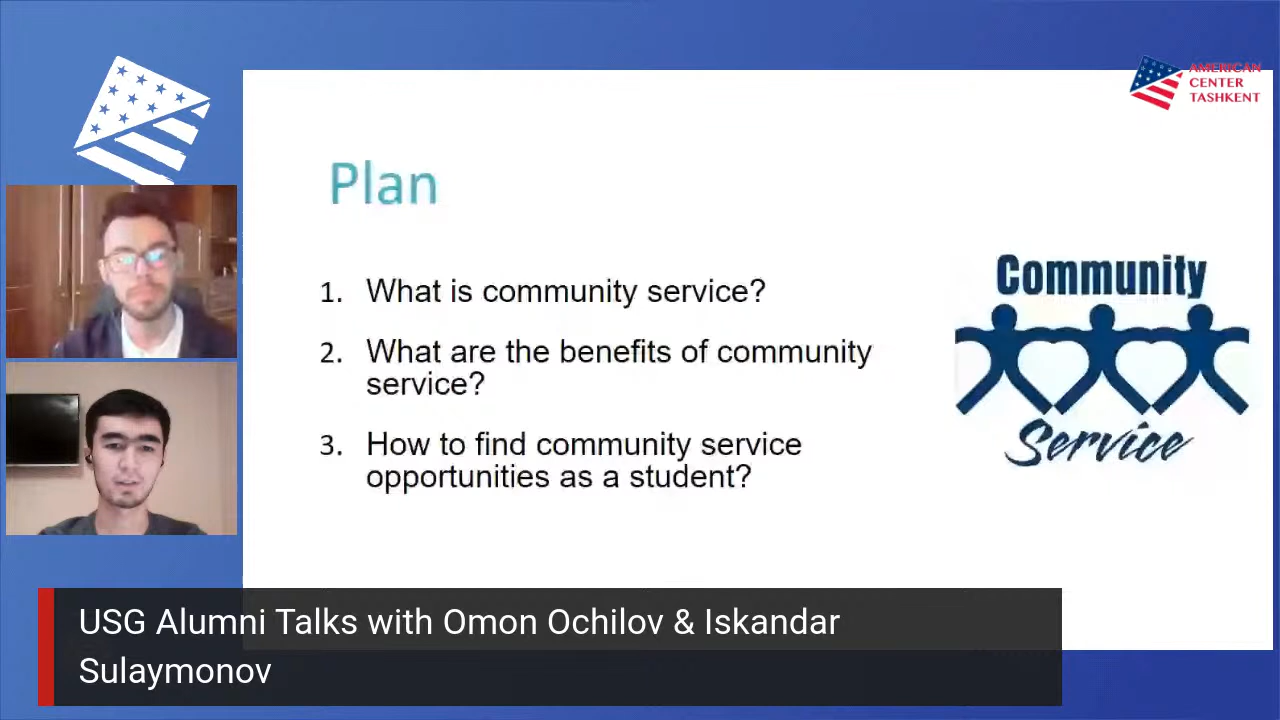 AMERICAN
CENTER
TASHKENT
Plan
1. What is community service?
2. What are the benefits of community
service?
3. How to find community service
opportunities as a student?
Community
Service
USG Alumni Talks with Omon Ochilov & Iskandar
Sulaymonov